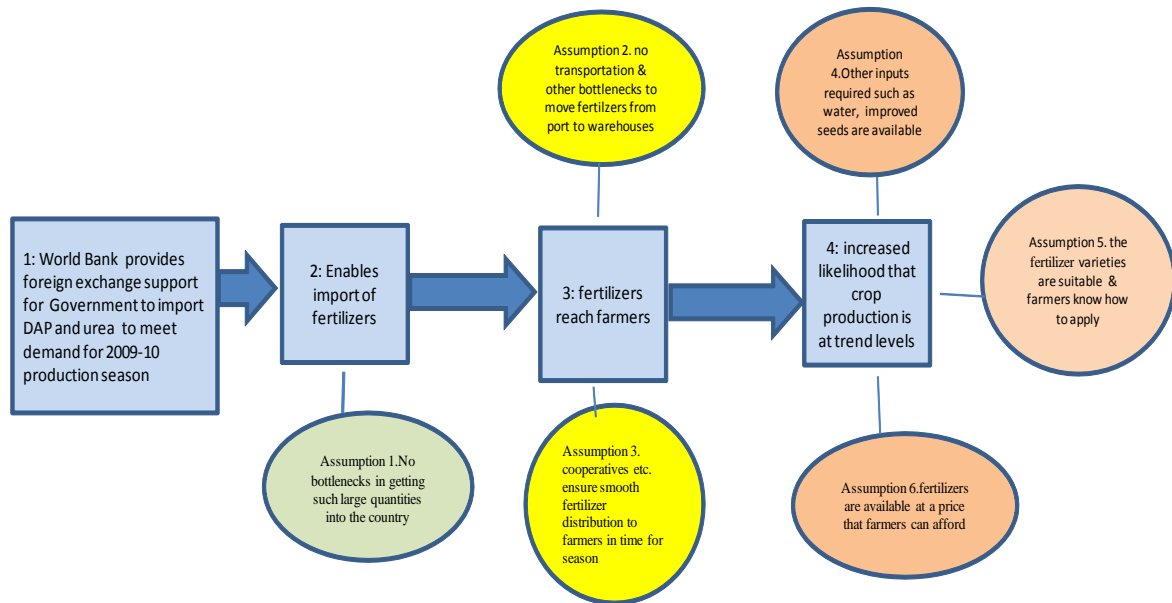 Assumption 2. no
transportation &
other bottlenecks to
move fertilzers from
port to warehouses
Assumption
4.Other inputs
required such as
water, improved
seeds are available
1: World Bank provides
foreign exchange support
for Government to import
DAP and urea to meet
demand for 2009-10
production season
2: Enables
import of
fertilizers
3: fertilizers
reach farmers
4: increased
likelihood that
crop
production is
at trend levels
Assumption 5. the
fertilizer varieties
are suitable &
farmers know how
to apply
Assumption 1.No
bottlenecks in getting
such large quantities
into the country
Assumption 3.
cooperatives etc.
ensure smooth
fertilizer
distribution to
farmers in time for
season
Assumption 6.fertilizers
are available at a price
that farmers can afford